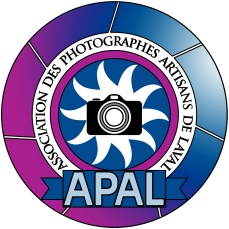 ASSOCIATION DES PHOTOGRAPHES ARTISANS DE LAVAL
APAL